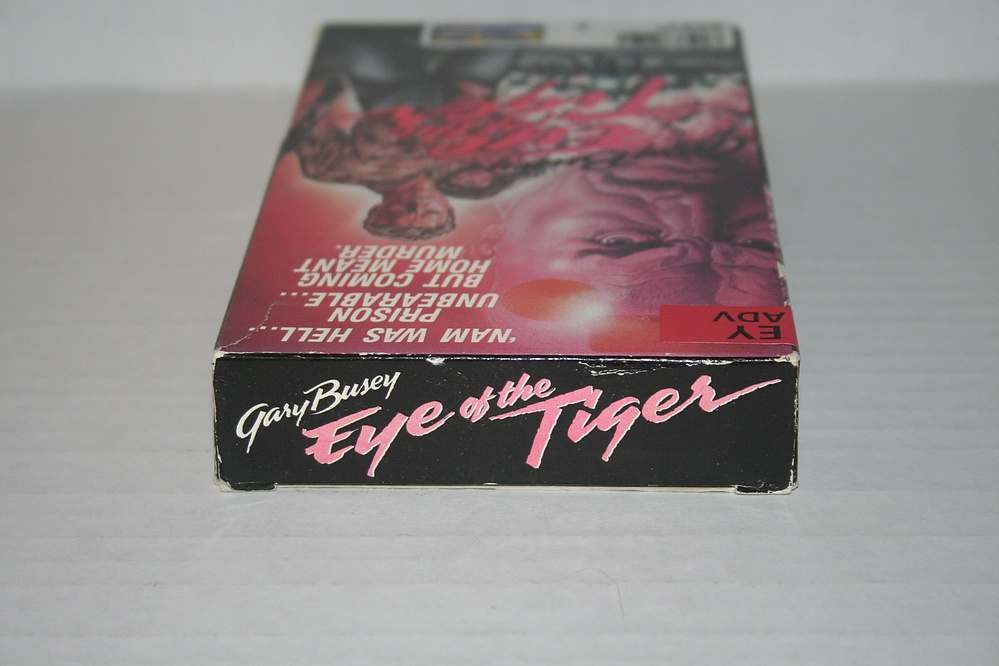 Gary Busey
Eye of the Tiger
'NAM WAS HELL...
PRISON
UNBEARABLE...
BUT COMING
HOME MEANT
MURDER.
EY
ADV